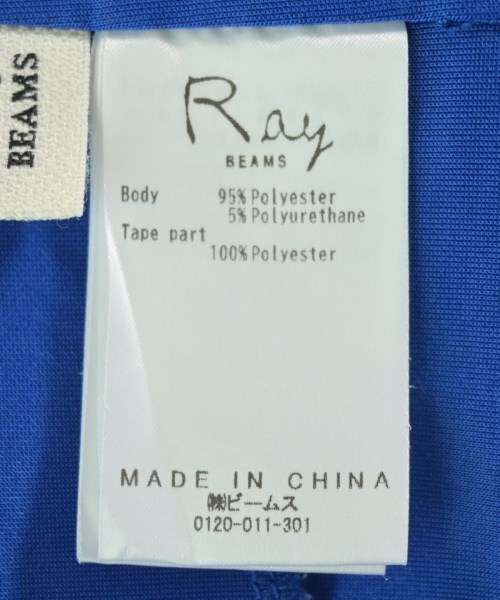 BEAMS
Ray
BEAMS
Body 95% Polyester
5% Polyurethane
Tape part
100% Polyester
MADE IN CHINA
㈱ビームス
0120-011-301